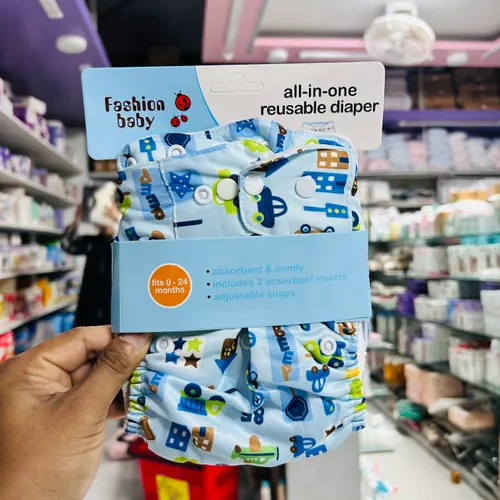 Fashion
baby
all-in-one
reusable diaper
fits 0 - 24
months
• absorbent & comfy
• includes 2 absorbent inserts
• adjustable snaps